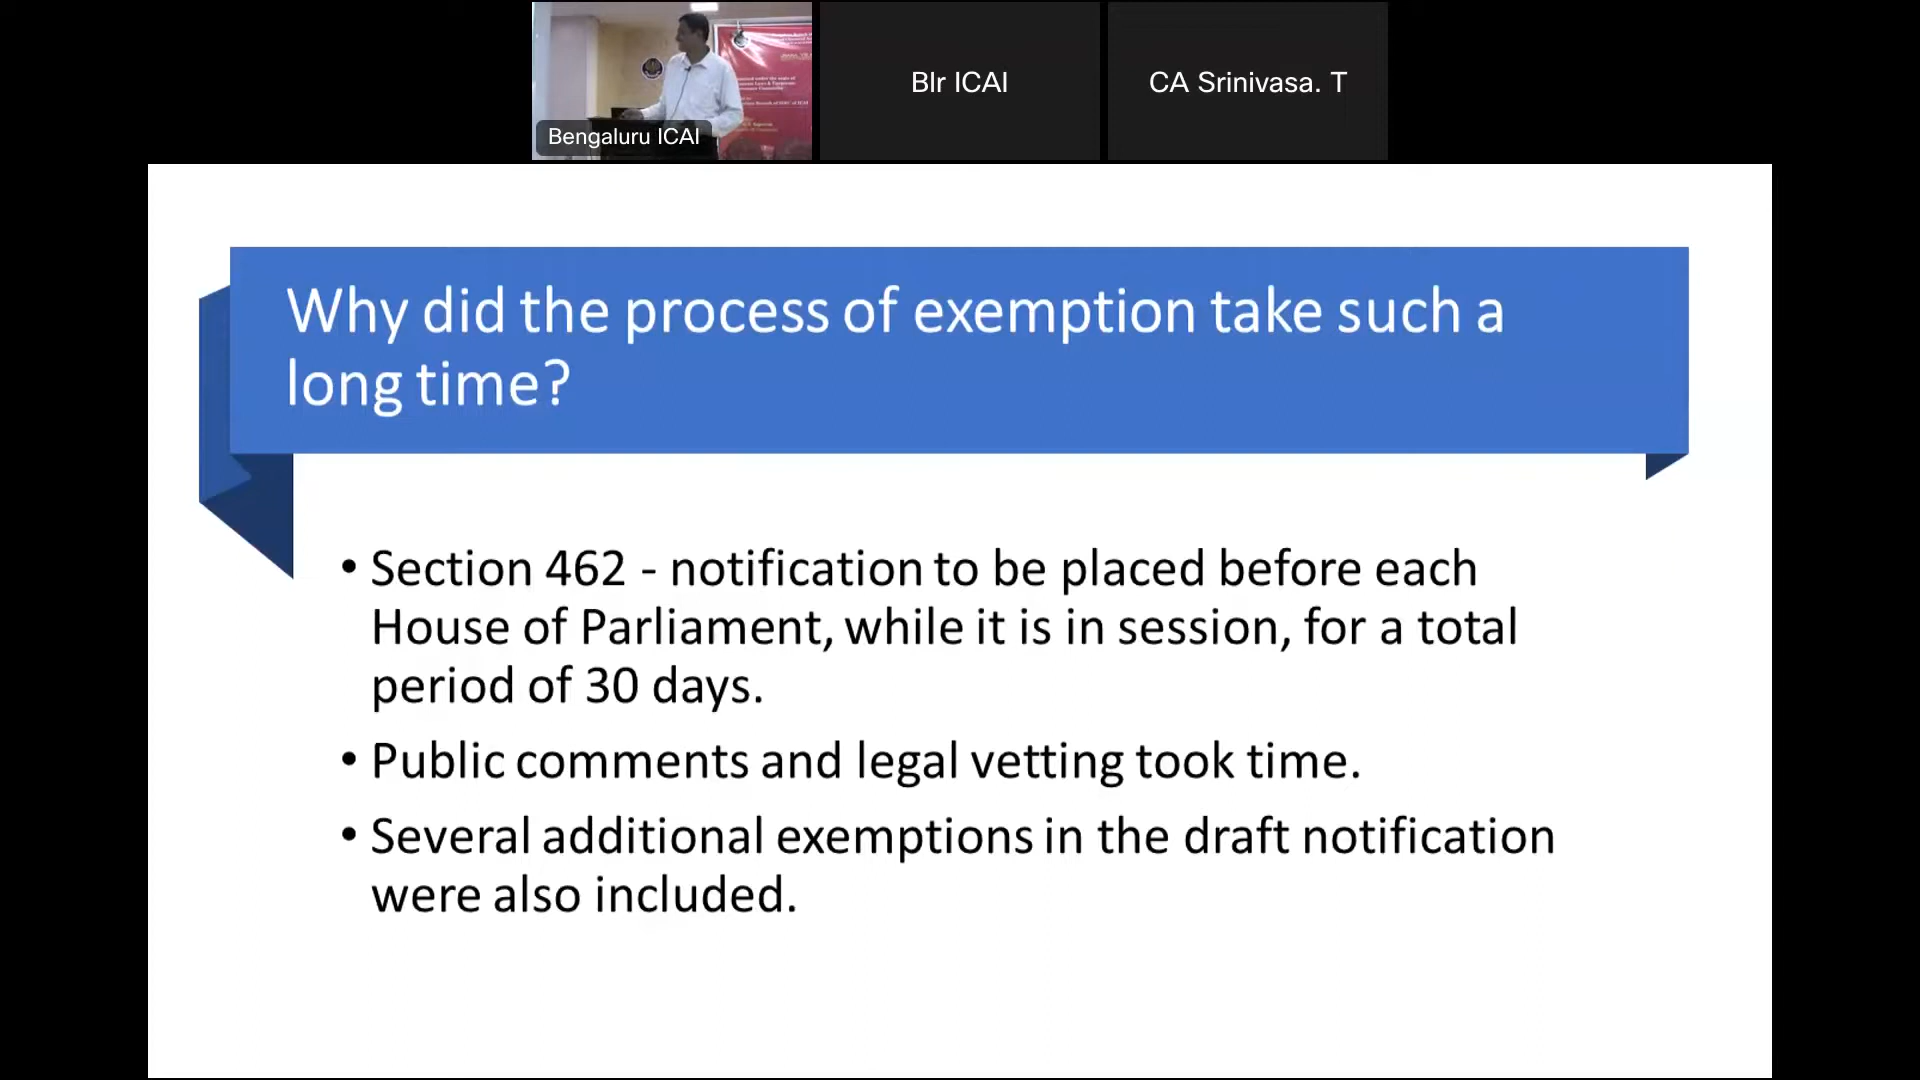 Bengaluru ICAI
Blr ICAI
CA Srinivasa. T
Why did the process of exemption take such a
long time?
• Section 462 - notification to be placed before each
House of Parliament, while it is in session, for a total
period of 30 days.
• Public comments and legal vetting took time.
• Several additional exemptions in the draft notification
were also included.